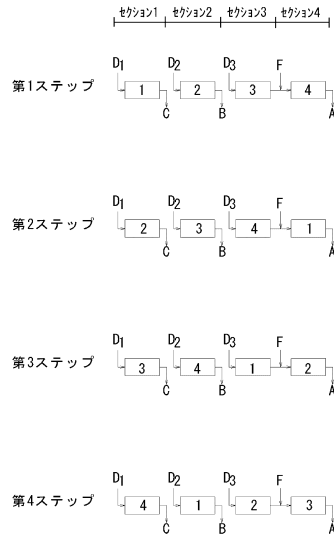 セクション1 セクション2 セクション3 セクション4
D1 D2 D3 F
第1ステップ 1 2 3 4
C B A
D1 D2 D3 F
第2ステップ 2 3 4 1
C B A
D1 D2 D3 F
第3ステップ 3 4 1 2
C B A
D1 D2 D3 F
第4ステップ 4 1 2 3
C B A